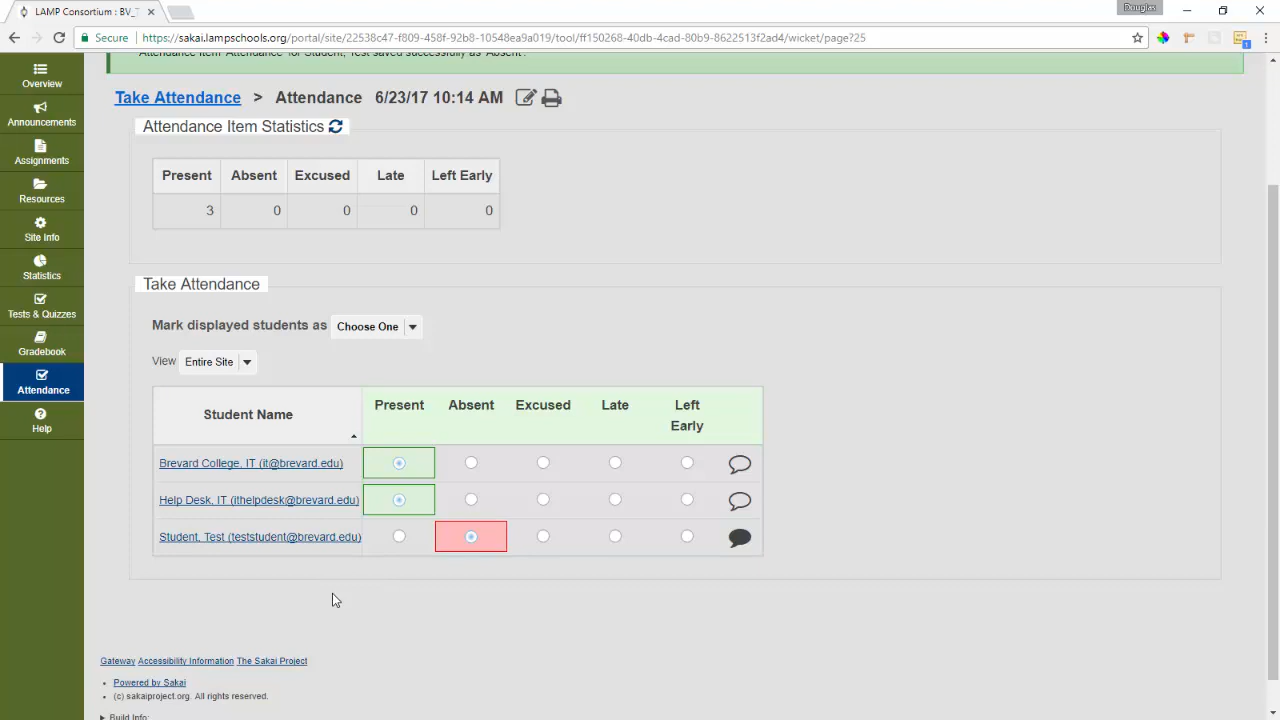 LAMP Consortium : BV_T
Douglas
Secure
https://sakai.lampschools.org/portal/site/22538c47-f809-458f-92b8-10548e9a019/tool/ff150268-40db-4cad-80b9-8622513f2ad4/wicket/page?25
Attendance Item 'Attendance' for Student, Test saved successfully as 'Absent'.
Take Attendance > Attendance 6/23/17 10:14 AM
Attendance Item Statistics
Present Absent Excused Late Left Early
3 0 0 0 0
Take Attendance
Mark displayed students as Choose One
View Entire Site
Student Name Present Absent Excused Late Left Early
Brevard College, IT (it@brevard.edu)
Help Desk, IT (ithelpdesk@brevard.edu)
Student, Test (teststudent@brevard.edu)
Overview
Announcements
Assignments
Resources
Site Info
Statistics
Tests & Quizzes
Gradebook
Attendance
Help
Gateway Accessibility Information The Sakai Project
Powered by Sakai
(c) sakaiproject.org. All rights reserved.
Build Info: